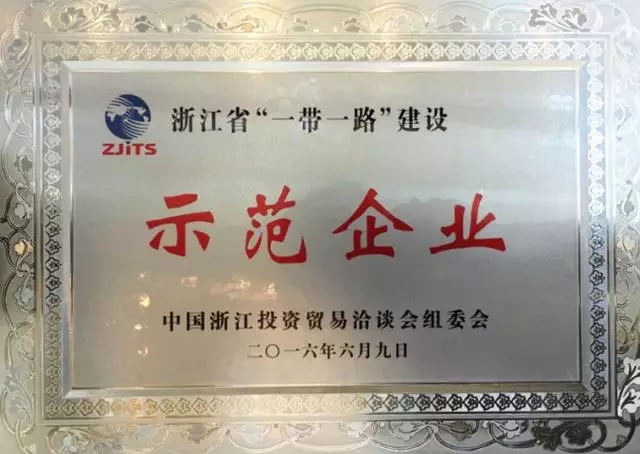 ZJiTS
浙江省“一带一路”建设
示范企业
中国浙江投资贸易洽谈会组委会
二〇一六年六月九日